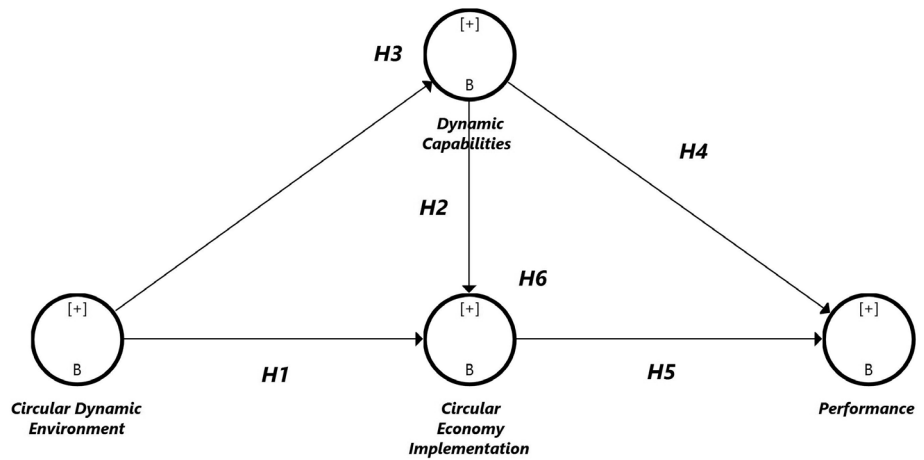 [+]
H3
B
Dynamic
Capabilities
H4
H2
H6
[+]
[+]
[+]
B
B
B
H1
H5
Circular Dynamic
Environment
Circular
Economy
Implementation
Performance